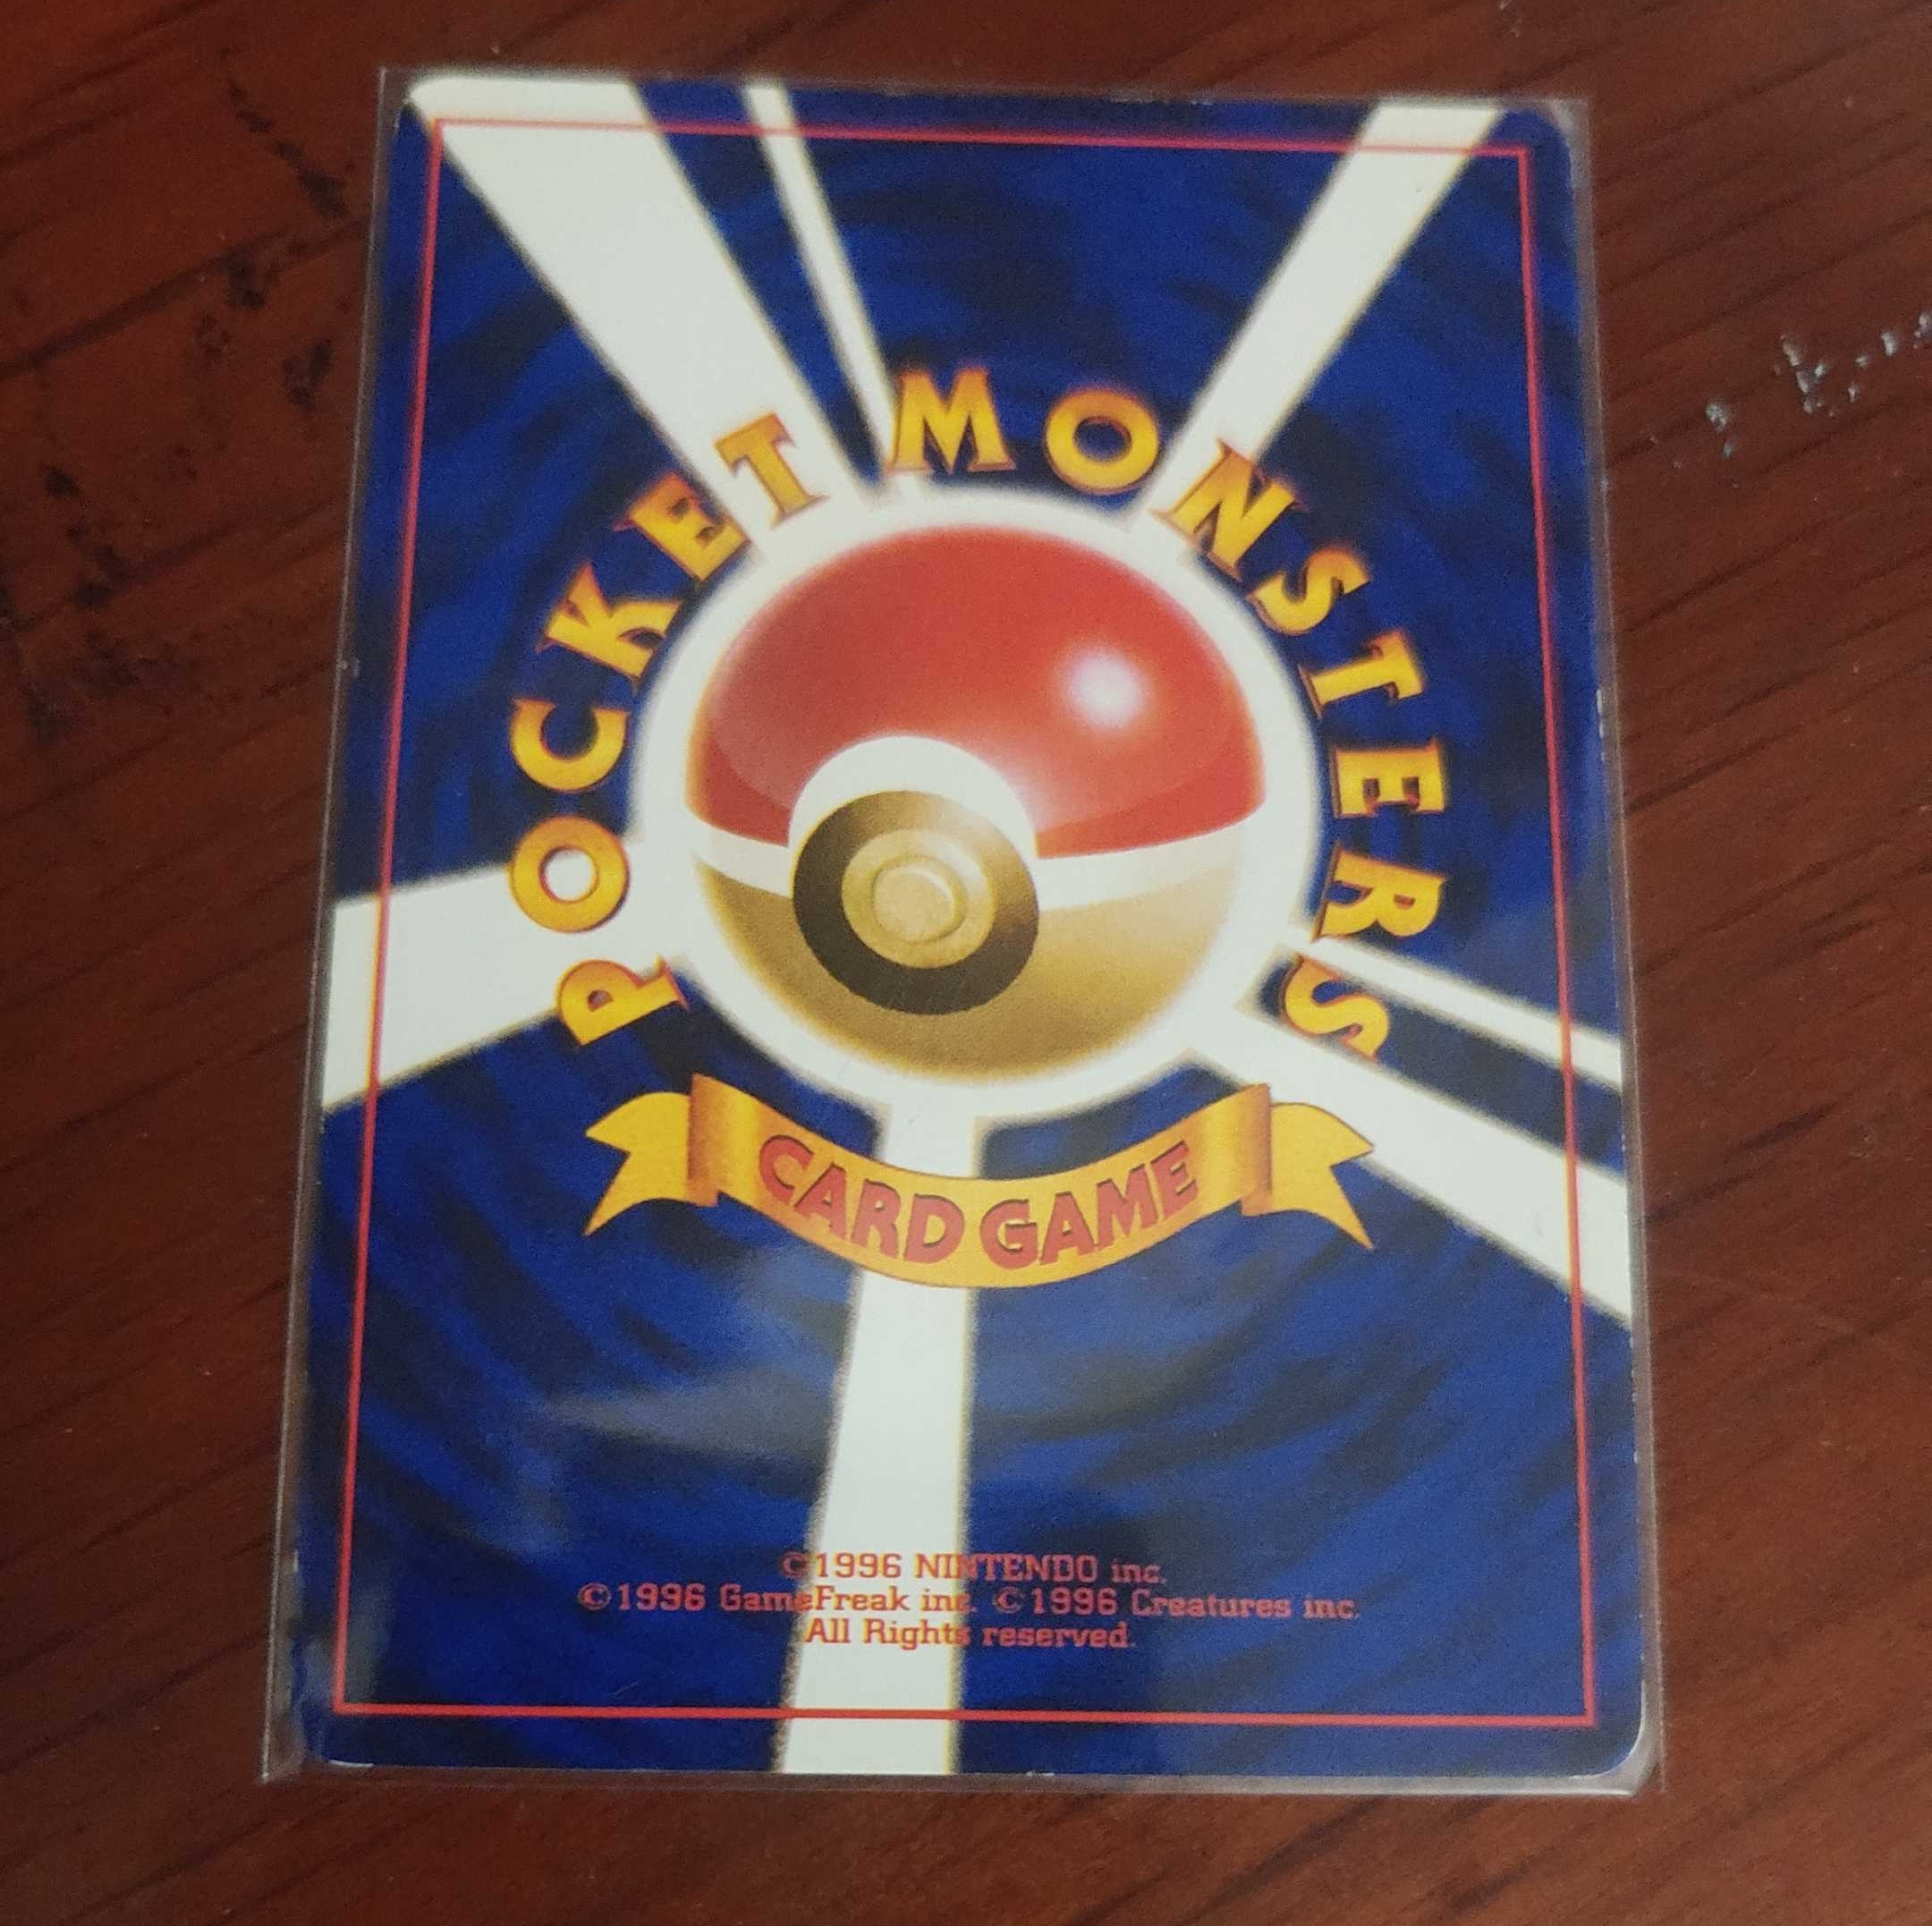 POCKET MONSTERS
CARD GAME
©1996 NINTENDO inc.
©1996 GameFreak inc. ©1996 Creatures inc.
All Rights reserved.